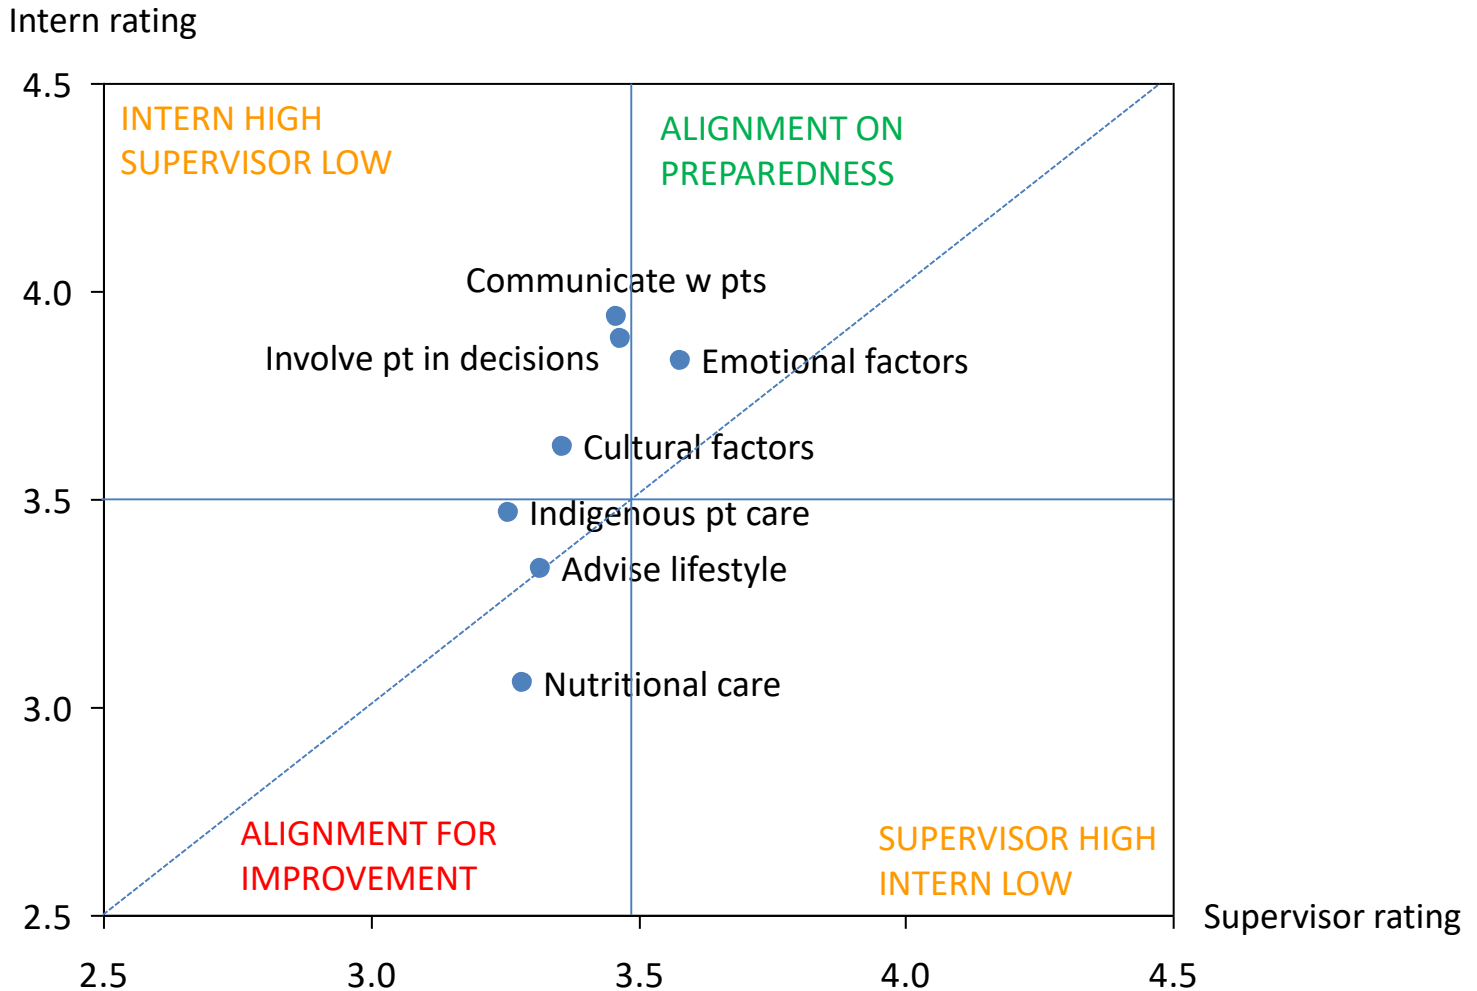 Intern rating
4.5
INTERN HIGH
SUPERVISOR LOW
ALIGNMENT ON
PREPAREDNESS
4.0
Communicate w pts
Involve pt in decisions
Emotional factors
Cultural factors
3.5
Indigenous pt care
Advise lifestyle
Nutritional care
3.0
ALIGNMENT FOR
IMPROVEMENT
SUPERVISOR HIGH
INTERN LOW
2.5
Supervisor rating
2.5 3.0 3.5 4.0 4.5